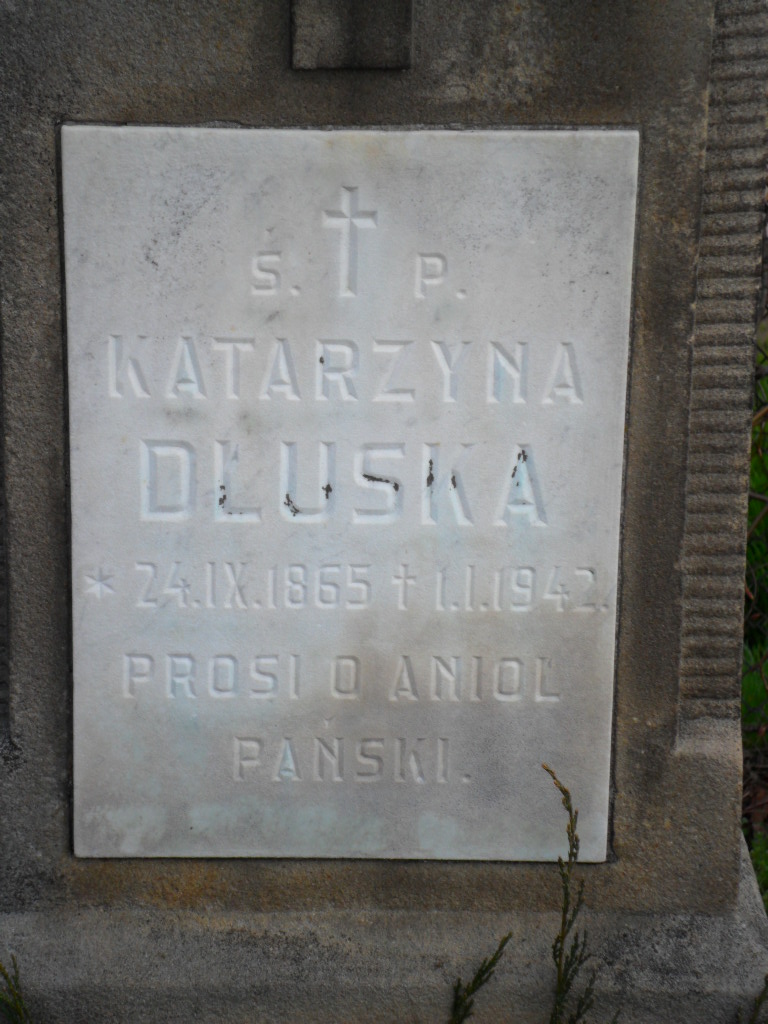 Ś. P.
KATARZYNA
DŁUSKA
* 24.IX.1865 † 1.I.1942.
PROSI O ANIOŁ
PAŃSKI.